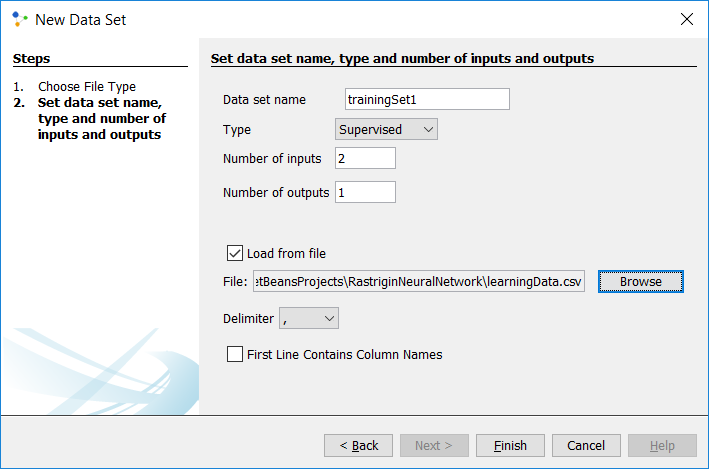 New Data Set
Steps
1. Choose File Type
2. Set data set name,
type and number of
inputs and outputs
Set data set name, type and number of inputs and outputs
Data set name trainingSet1
Type Supervised
Number of inputs 2
Number of outputs 1
Load from file
File: etBeansProjects\RastriginNeuralNetwork\learningData.csv Browse
Delimiter ,
First Line Contains Column Names
< Back Next > Finish Cancel Help